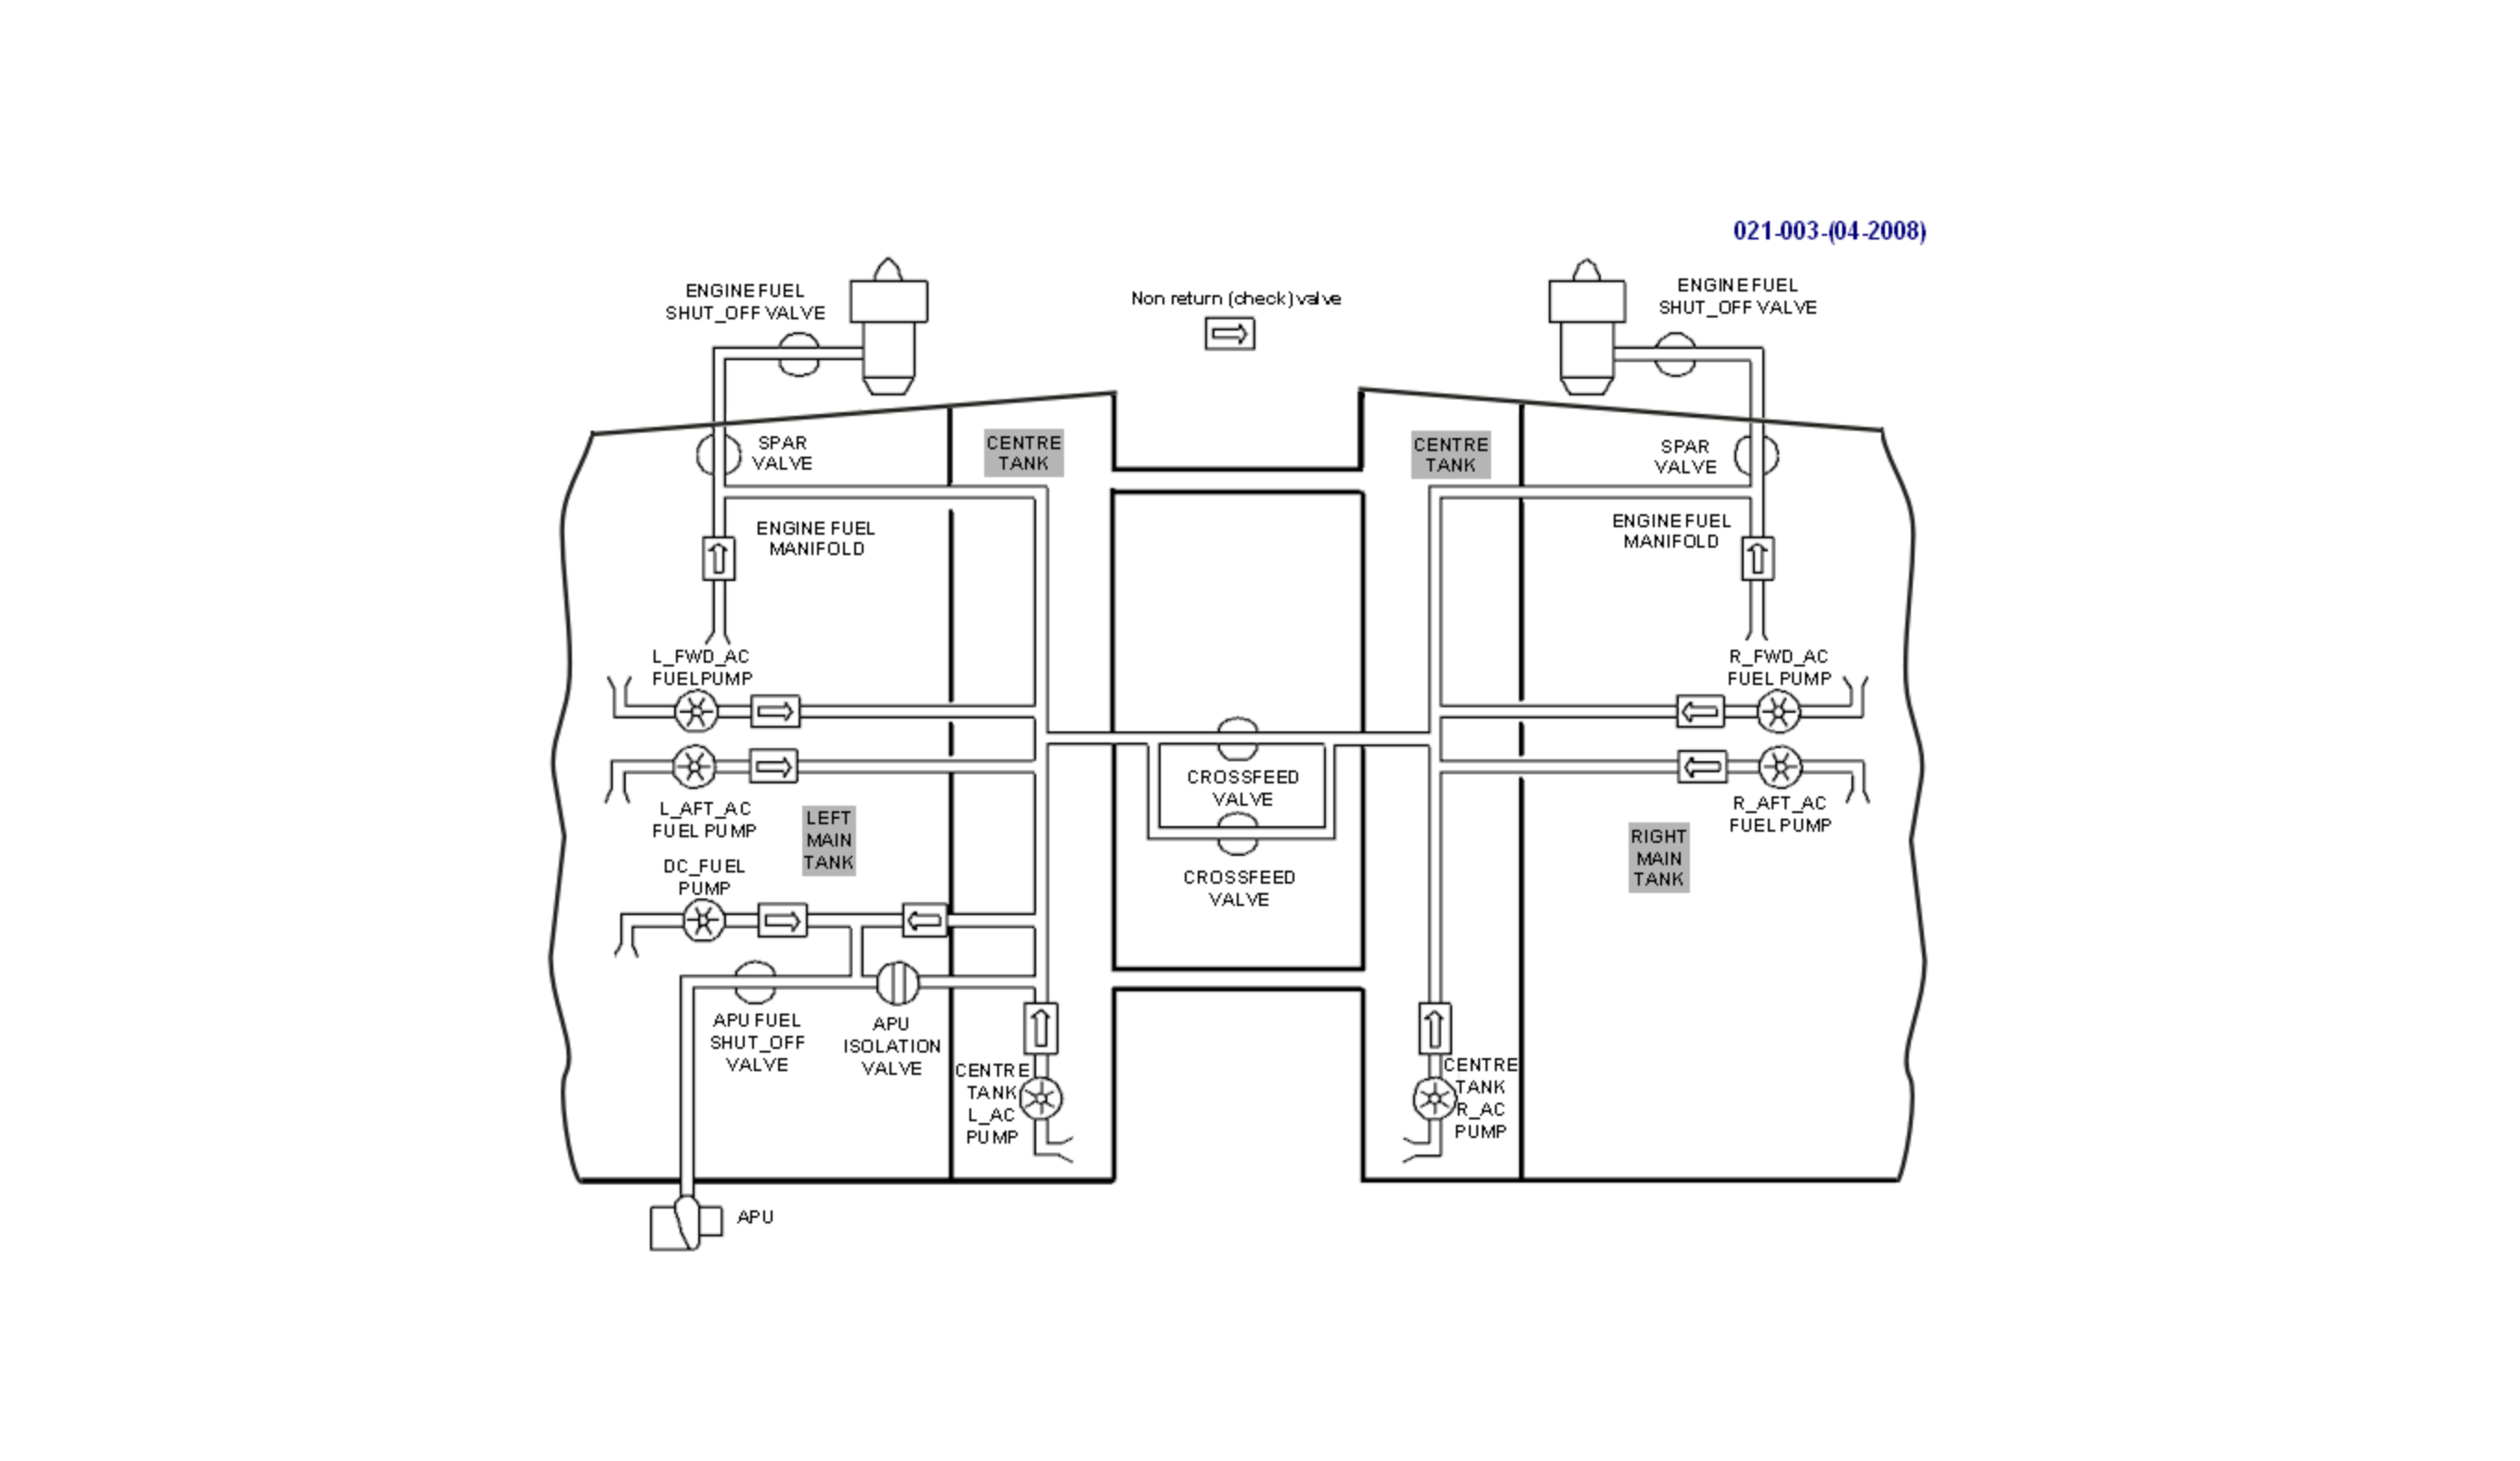 021-003-(04-2008)
ENGINE FUEL
SHUT_OFF VALVE
Non return (check) valve
ENGINE FUEL
SHUT_OFF VALVE
SPAR
VALVE
CENTRE
TANK
CENTRE
TANK
SPAR
VALVE
ENGINE FUEL
MANIFOLD
ENGINE FUEL
MANIFOLD
L_FWD_AC
FUEL PUMP
R_FWD_AC
FUEL PUMP
CROSSFEED
VALVE
L_AFT_AC
FUEL PUMP
LEFT
MAIN
TANK
R_AFT_AC
FUEL PUMP
RIGHT
MAIN
TANK
DC_FUEL
PUMP
CROSSFEED
VALVE
APU FUEL
SHUT_OFF
VALVE
APU
ISOLATION
VALVE
CENTRE
TANK
L_AC
PUMP
CENTRE
TANK
R_AC
PUMP
APU